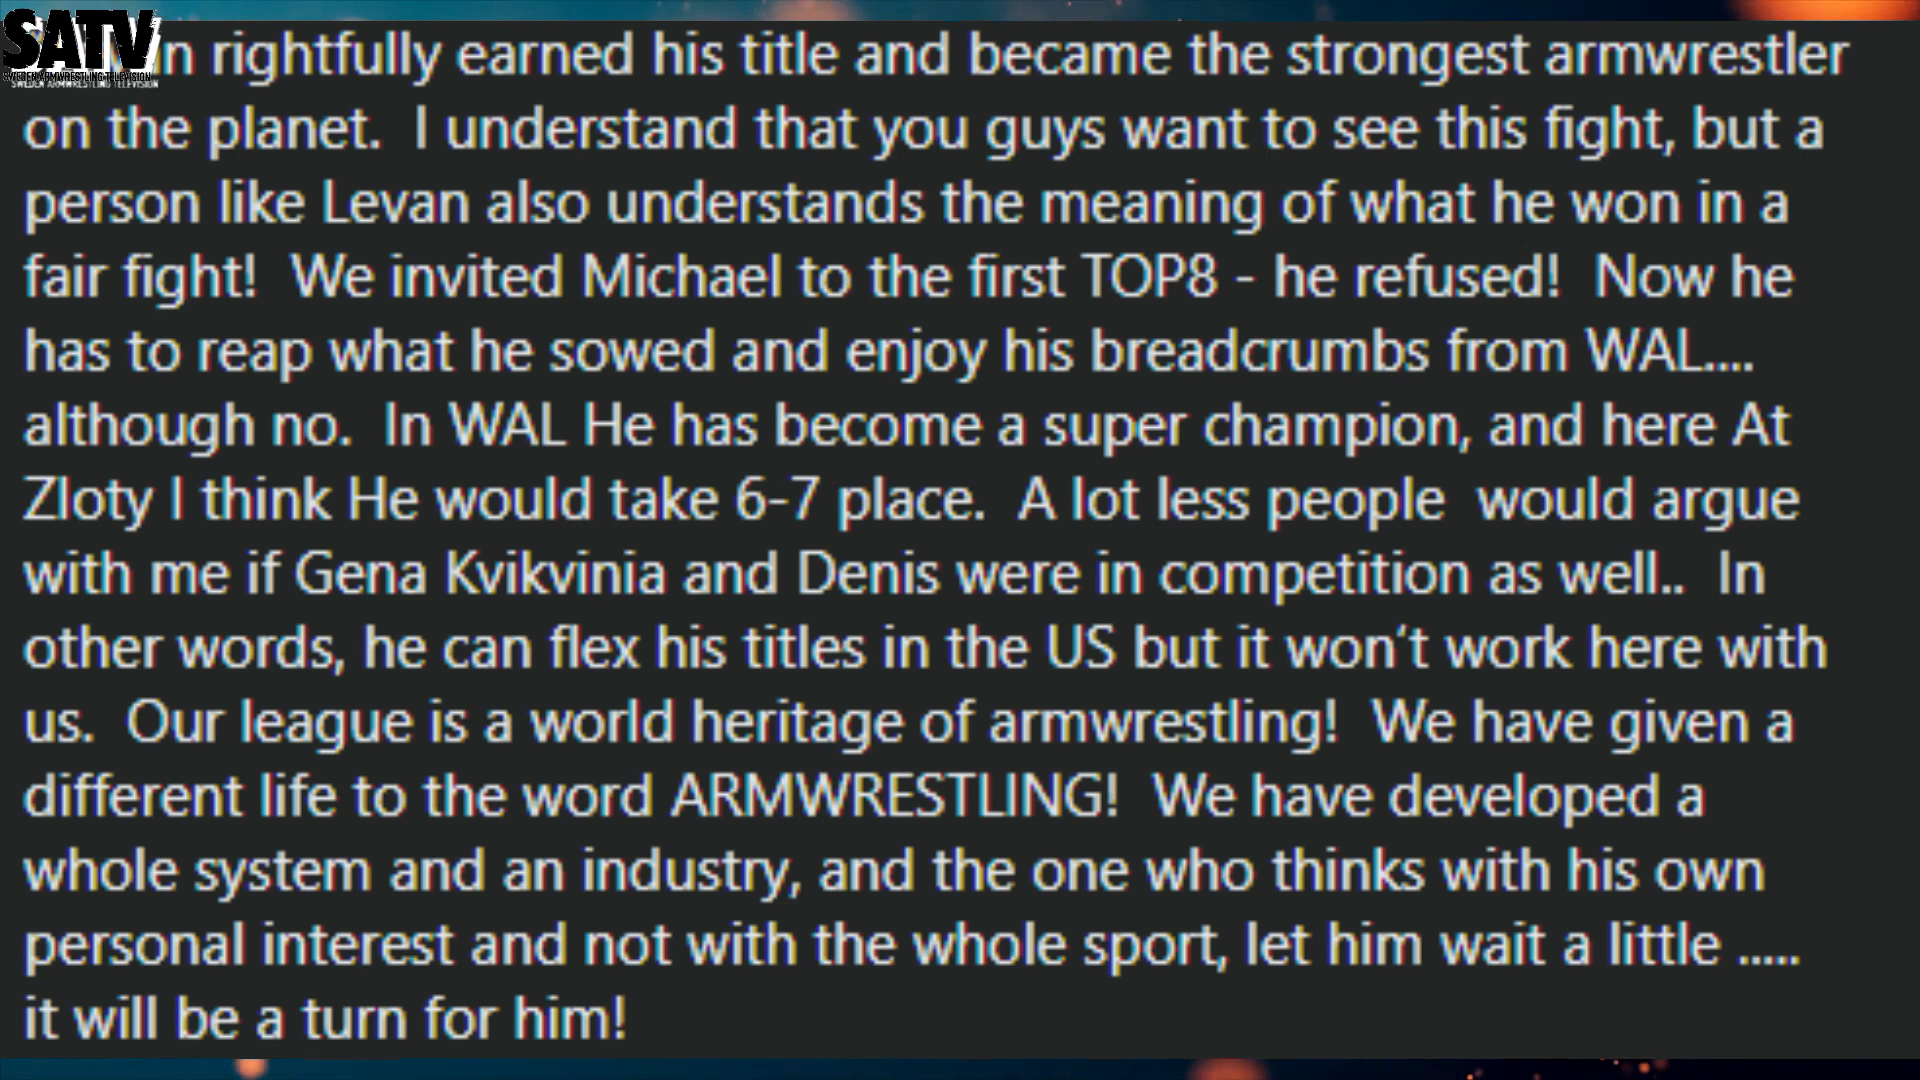 SATV
SWEDEN ARMWRESTLING TELEVISION
n rightfully earned his title and became the strongest armwrestler
on the planet.  I understand that you guys want to see this fight, but a
person like Levan also understands the meaning of what he won in a
fair fight!  We invited Michael to the first TOP8 - he refused!  Now he
has to reap what he sowed and enjoy his breadcrumbs from WAL....
although no.  In WAL He has become a super champion, and here At
Zloty I think He would take 6-7 place.  A lot less people  would argue
with me if Gena Kvikvinia and Denis were in competition as well..  In
other words, he can flex his titles in the US but it won‘t work here with
us.  Our league is a world heritage of armwrestling!  We have given a
different life to the word ARMWRESTLING!  We have developed a
whole system and an industry, and the one who thinks with his own
personal interest and not with the whole sport, let him wait a little .....
it will be a turn for him!